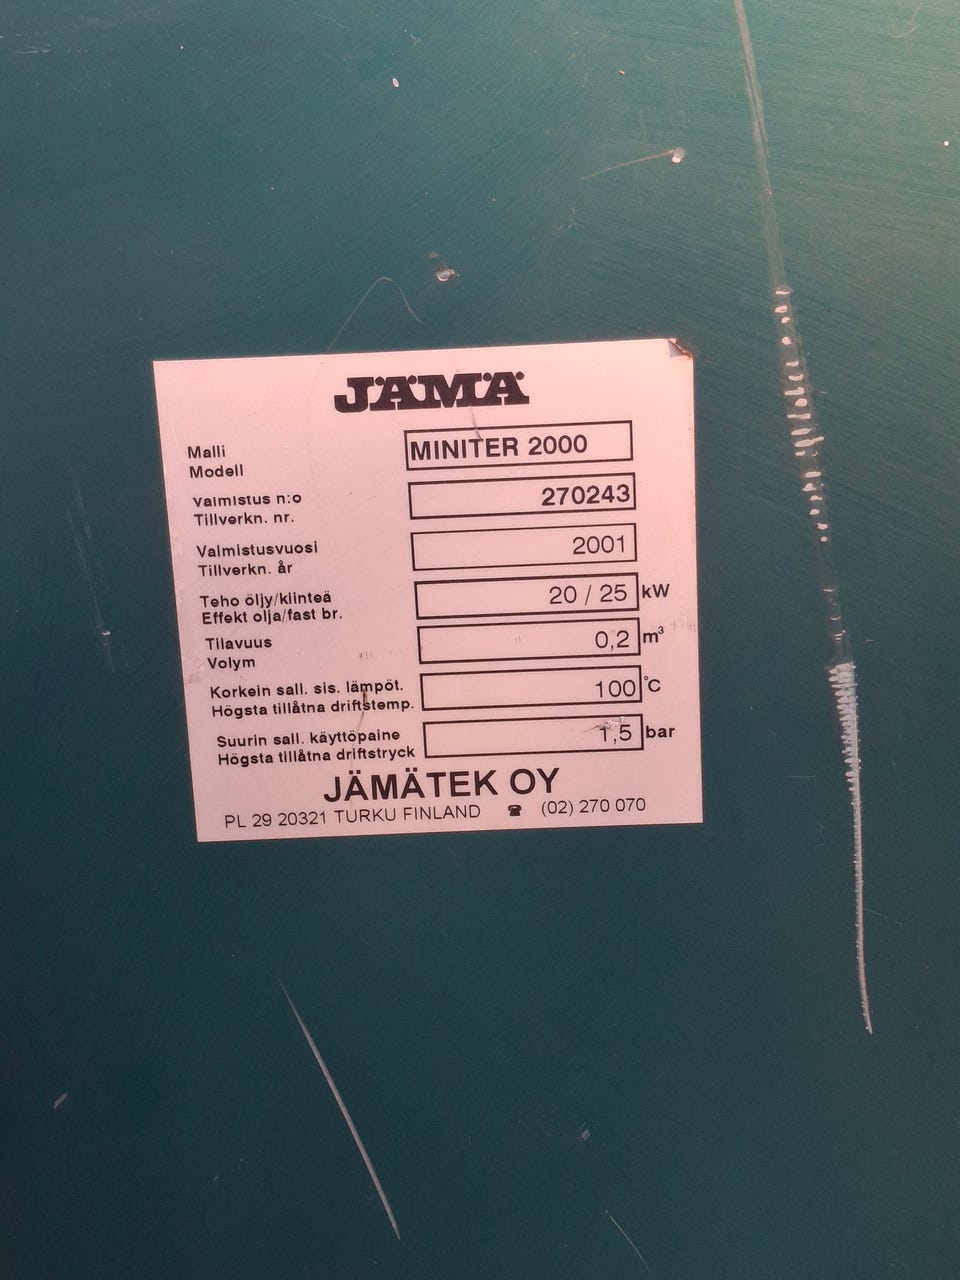 JÄMÄ
Malli
Modell
MINITER 2000
Valmistus n:o
Tillverkn. nr.
270243
Valmistusvuosi
Tillverkn. år
2001
Teho öljy/kiinteä
Effekt olja/fast br.
20 / 25 kW
Tilavuus
Volym
0,2 m³
Korkein sall. sis. lämpöt.
Högsta tillåtna driftstemp.
100 °C
Suurin sall. käyttöpaine
Högsta tillåtna driftstryck
1,5 bar
JÄMÄTEK OY
PL 29 20321 TURKU FINLAND ☎ (02) 270 070